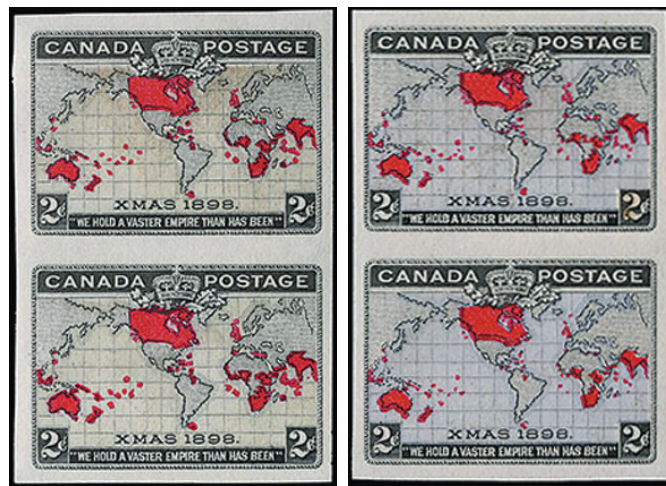 CANADA POSTAGE
XMAS 1898.
2¢ 2¢
"WE HOLD A VASTER EMPIRE THAN HAS BEEN"
CANADA POSTAGE
XMAS 1898.
2¢ 2¢
"WE HOLD A VASTER EMPIRE THAN HAS BEEN"
CANADA POSTAGE
XMAS 1898.
2¢ 2¢
"WE HOLD A VASTER EMPIRE THAN HAS BEEN"
CANADA POSTAGE
XMAS 1898.
2¢ 2¢
"WE HOLD A VASTER EMPIRE THAN HAS BEEN"